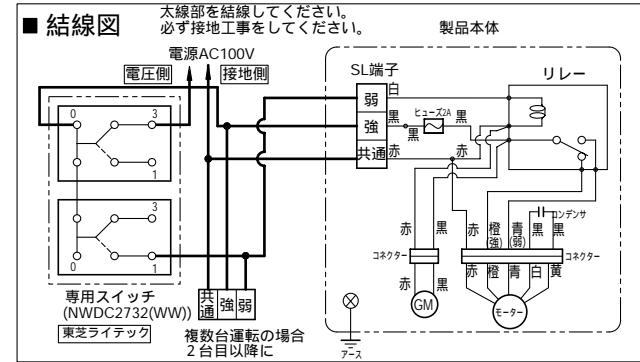 ■ 結線図
太線部を結線してください。
必ず接地工事をしてください。
製品本体
電源AC100V
電圧側
接地側
SL端子
リレー
弱
白
強
黒
黒
ヒューズ2A
黒
共通
赤
赤
0
3
1
3
0
1
赤
黒
赤
橙
(強)
青
(弱)
黒
黒
コンデンサ
コネクター
コネクター
赤
黒
赤
橙
青
白
黄
GM
モーター
アース
専用スイッチ
(NWDC2732(WW))
東芝ライテック
共通
強
弱
複数台運転の場合
2台目以降に